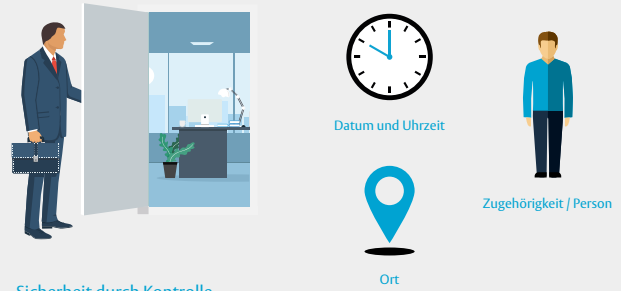 Datum und Uhrzeit
Zugehörigkeit / Person
Ort
Sicherheit durch Kontrolle